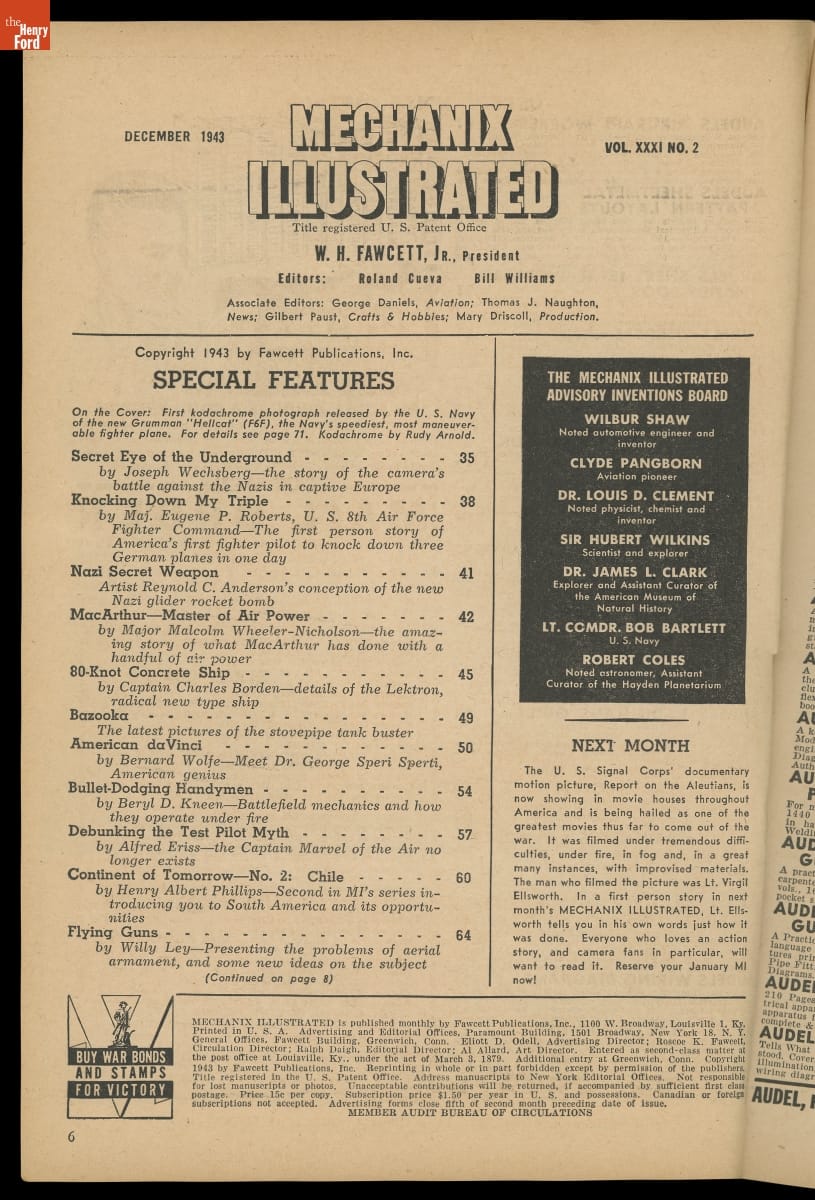 the
Henry
Ford
DECEMBER 1943
MECHANIX
ILLUSTRATED
VOL. XXXI NO. 2
Title registered U. S. Patent Office
W. H. FAWCETT, JR., President
Editors: Roland Cueva Bill Williams
Associate Editors: George Daniels, Aviation; Thomas J. Naughton,
News; Gilbert Paust, Crafts & Hobbies; Mary Driscoll, Production.
Copyright 1943 by Fawcett Publications, Inc.
SPECIAL FEATURES
On the Cover: First kodachrome photograph released by the U. S. Navy
of the new Grumman "Hellcat" (F6F), the Navy's speediest, most maneuver-
able fighter plane. For details see page 71. Kodachrome by Rudy Arnold.
Secret Eye of the Underground - - - - - - - - 35
by Joseph Wechsberg—the story of the camera's
battle against the Nazis in captive Europe
Knocking Down My Triple - - - - - - - - - 38
by Maj. Eugene P. Roberts, U. S. 8th Air Force
Fighter Command—The first person story of
America's first fighter pilot to knock down three
German planes in one day
Nazi Secret Weapon - - - - - - - - - - - 41
Artist Reynold C. Anderson's conception of the new
Nazi glider rocket bomb
MacArthur—Master of Air Power - - - - - - - 42
by Major Malcolm Wheeler-Nicholson—the amaz-
ing story of what MacArthur has done with a
handful of air power
80-Knot Concrete Ship - - - - - - - - - - - 45
by Captain Charles Borden—details of the Lektron,
radical new type ship
Bazooka - - - - - - - - - - - - - - - - 49
The latest pictures of the stovepipe tank buster
American daVinci - - - - - - - - - - - - 50
by Bernard Wolfe—Meet Dr. George Speri Sperti,
American genius
Bullet-Dodging Handymen - - - - - - - - - - 54
by Beryl D. Kneen—Battlefield mechanics and how
they operate under fire
Debunking the Test Pilot Myth - - - - - - - - 57
by Alfred Eriss—the Captain Marvel of the Air no
longer exists
Continent of Tomorrow—No. 2: Chile - - - - - 60
by Henry Albert Phillips—Second in MI's series in-
troducing you to South America and its opportu-
nities
Flying Guns - - - - - - - - - - - - - - - 64
by Willy Ley—Presenting the problems of aerial
armament, and some new ideas on the subject
(Continued on page 8)
THE MECHANIX ILLUSTRATED
ADVISORY INVENTIONS BOARD
WILBUR SHAW
Noted automotive engineer and
inventor
CLYDE PANGBORN
Aviation pioneer
DR. LOUIS D. CLEMENT
Noted physicist, chemist and
inventor
SIR HUBERT WILKINS
Scientist and explorer
DR. JAMES L. CLARK
Explorer and Assistant Curator of
the American Museum of
Natural History
LT. COMDR. BOB BARTLETT
U. S. Navy
ROBERT COLES
Noted astronomer, Assistant
Curator of the Hayden Planetarium
NEXT MONTH
The U. S. Signal Corps' documentary
motion picture, Report on the Aleutians, is
now showing in movie houses throughout
America and is being hailed as one of the
greatest movies thus far to come out of the
war. It was filmed under tremendous diffi-
culties, under fire, in fog and, in a great
many instances, with improvised materials.
The man who filmed the picture was Lt. Virgil
Ellsworth. In a first person story in next
month's MECHANIX ILLUSTRATED, Lt. Ells-
worth tells you in his own words just how it
was done. Everyone who loves an action
story, and camera fans in particular, will
want to read it. Reserve your January MI
now!
BUY WAR BONDS
AND STAMPS
FOR VICTORY
MECHANIX ILLUSTRATED is published monthly by Fawcett Publications, Inc., 1100 W. Broadway, Louisville 1, Ky.
Printed in U. S. A. Advertising and Editorial Offices, Paramount Building, 1501 Broadway, New York 18, N. Y.
General Offices, Fawcett Building, Greenwich, Conn. Eliott D. Odell, Advertising Director; Roscoe K. Fawcett,
Circulation Director; Ralph Daigh, Editorial Director; Al Allard, Art Director. Entered as second-class matter at
the post office at Louisville, Ky., under the act of March 3, 1879. Additional entry at Greenwich, Conn. Copyright
1943 by Fawcett Publications, Inc. Reprinting in whole or in part forbidden except by permission of the publishers.
Title registered in U. S. Patent Office. Address manuscripts to New York Editorial Offices. Not responsible
for lost manuscripts or photos. Unacceptable contributions will be returned, if accompanied by sufficient first class
postage. Price 15c per copy. Subscription price $1.50 per year in U. S. and possessions. Canadian or foreign
subscriptions not accepted. Advertising forms close fifth of second month preceding date of issue.
MEMBER AUDIT BUREAU OF CIRCULATIONS
6
A practi
vols., 1
pocket s
AUDI
GU
A Practic
language
tures pri
Pipe Fitt
Diagrams
AUDE
210 Pages
trical appa
apparatus
complete &
AUDEL
Tells What
stood. Cover
illumination
wiring diagr
AUDEL,